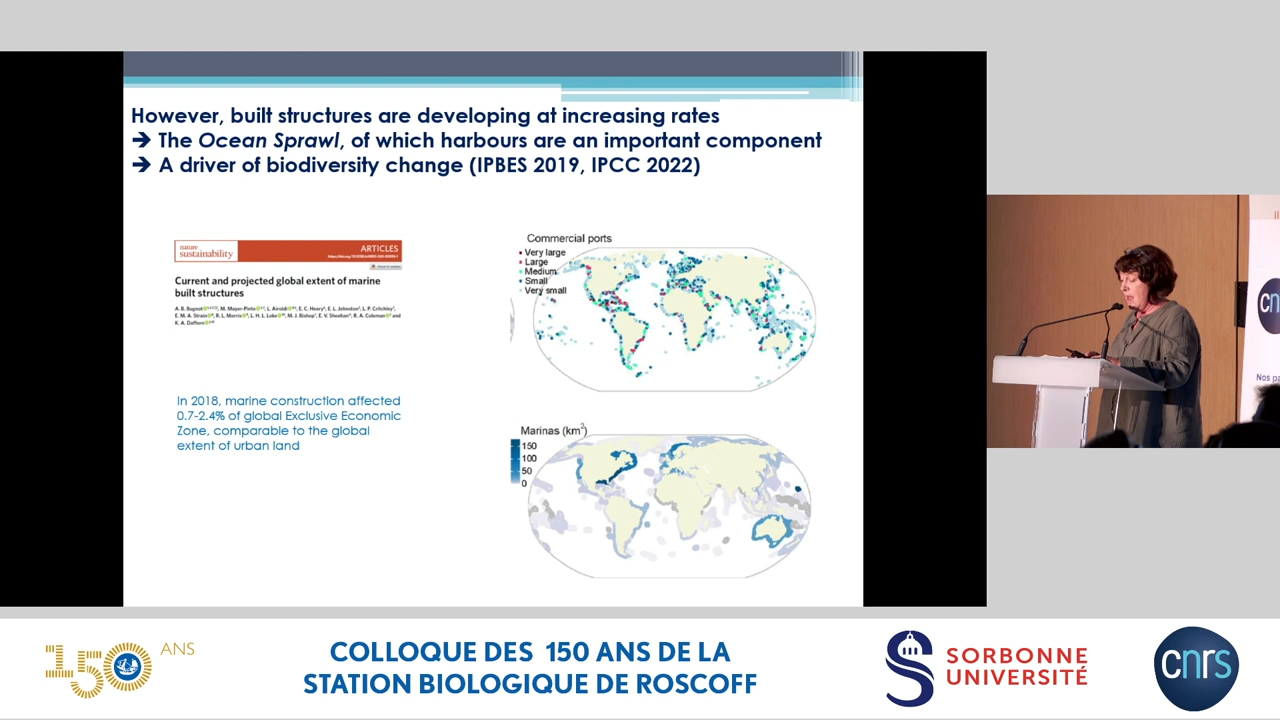 However, built structures are developing at increasing rates
➔ The Ocean Sprawl, of which harbours are an important component
➔ A driver of biodiversity change (IPBES 2019, IPCC 2022)
nature
sustainability
ARTICLES
Current and projected global extent of marine
built structures
In 2018, marine construction affected
0.7-2.4% of global Exclusive Economic
Zone, comparable to the global
extent of urban land
Commercial ports
Very large
Large
Medium
Small
Very small
Marinas (km²)
150
100
50
0
cn
Nos pa
150 ANS
COLLOQUE DES 150 ANS DE LA
STATION BIOLOGIQUE DE ROSCOFF
SORBONNE
UNIVERSITÉ
cnrs